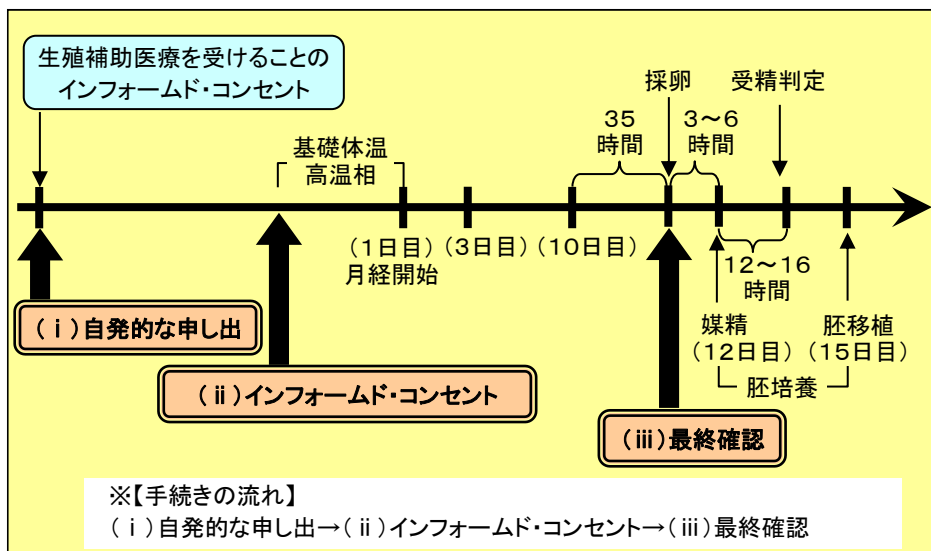 生殖補助医療を受けることの
インフォームド・コンセント
採卵
受精判定
35
時間
3~6
時間
基礎体温
高温相
(1日目)
月経開始
(3日目)
(10日目)
12~16
時間
(ⅰ)自発的な申し出
媒精
(12日目)
胚移植
(15日目)
胚培養
(ⅱ)インフォームド・コンセント
(ⅲ)最終確認
※【手続きの流れ】
(ⅰ)自発的な申し出→(ⅱ)インフォームド・コンセント→(ⅲ)最終確認